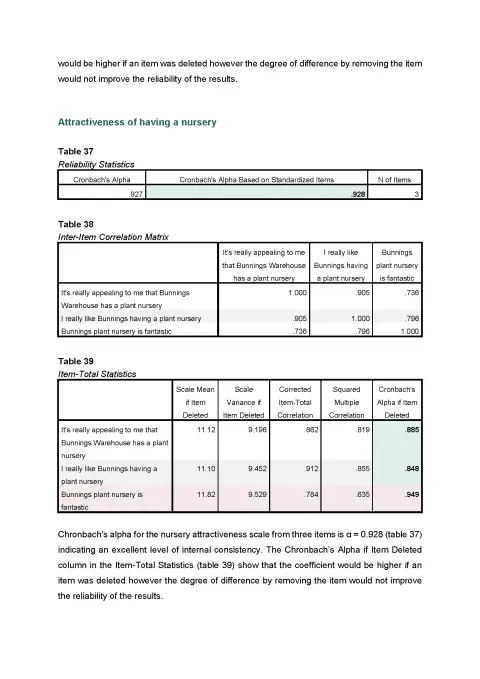 would be higher if an item was deleted however the degree of difference by removing the item
would not improve the reliability of the results.
Attractiveness of having a nursery
Table 37
Reliability Statistics
Cronbach's Alpha Cronbach's Alpha Based on Standardized Items N of Items
.927 .928 3
Table 38
Inter-Item Correlation Matrix
It's really appealing to me I really like Bunnings
that Bunnings Warehouse Bunnings having plant nursery
has a plant nursery a plant nursery is fantastic
It's really appealing to me that Bunnings 1.000 .905 .736
Warehouse has a plant nursery
I really like Bunnings having a plant nursery .905 1.000 .796
Bunnings plant nursery is fantastic .736 .796 1.000
Table 39
Item-Total Statistics
Scale Mean Scale Corrected Squared Cronbach's
if Item Variance if Item-Total Multiple Alpha if Item
Deleted Item Deleted Correlation Correlation Deleted
It's really appealing to me that 11.12 9.196 .862 .819 .885
Bunnings Warehouse has a plant
nursery
I really like Bunnings having a 11.10 9.452 .912 .855 .848
plant nursery
Bunnings plant nursery is 11.82 9.529 .784 .635 .949
fantastic
Chronbach's alpha for the nursery attractiveness scale from three items is α = 0.928 (table 37)
indicating an excellent level of internal consistency. The Chronbach's Alpha if Item Deleted
column in the Item-Total Statistics (table 39) show that the coefficient would be higher if an
item was deleted however the degree of difference by removing the item would not improve
the reliability of the results.